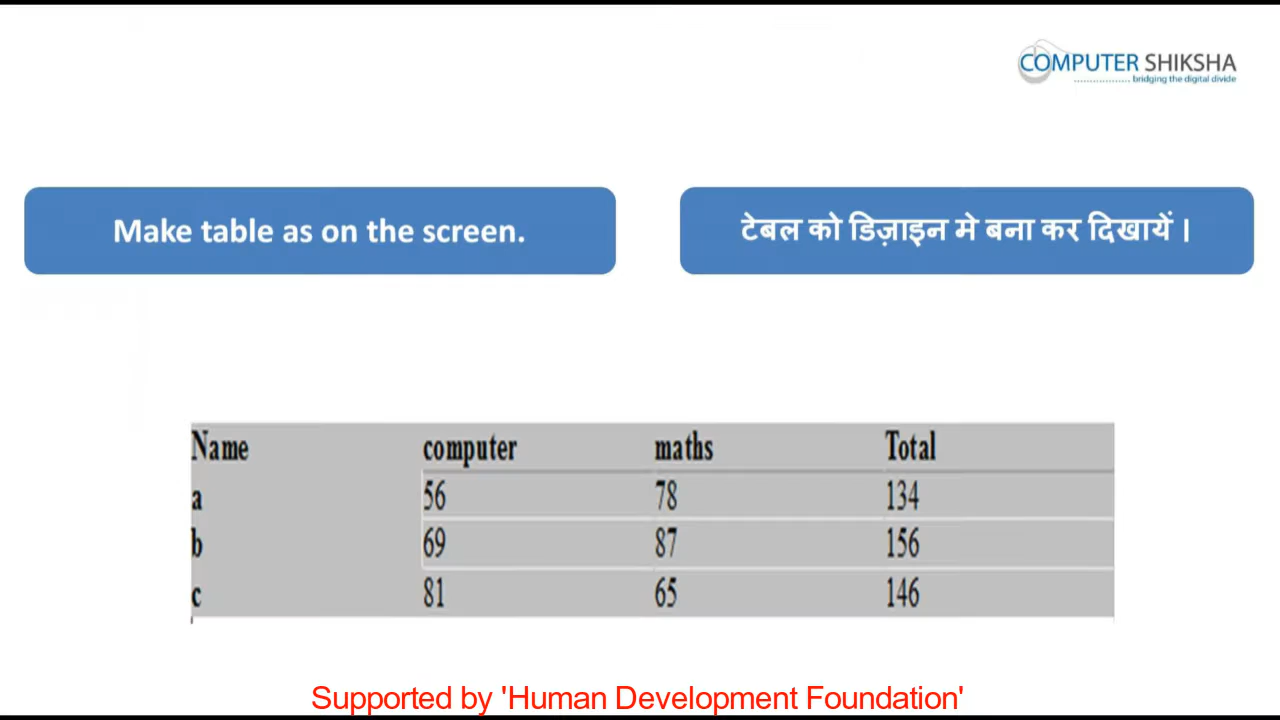 COMPUTER SHIKSHA
bridging the digital divide
Make table as on the screen.
टेबल को डिज़ाइन मे बना कर दिखायें ।
Name computer maths Total
a 56 78 134
b 69 87 156
c 81 65 146
Supported by 'Human Development Foundation'